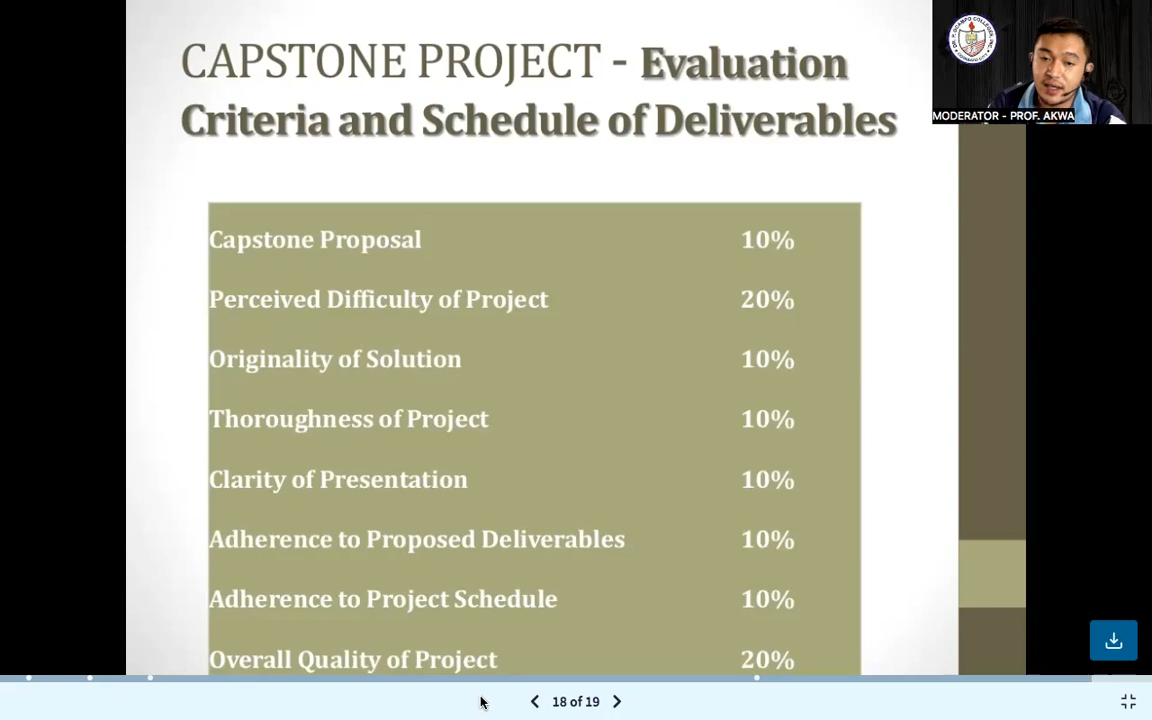 CAPSTONE PROJECT - Evaluation
Criteria and Schedule of Deliverables
MODERATOR - PROF. AKWA
Capstone Proposal 10%
Perceived Difficulty of Project 20%
Originality of Solution 10%
Thoroughness of Project 10%
Clarity of Presentation 10%
Adherence to Proposed Deliverables 10%
Adherence to Project Schedule 10%
Overall Quality of Project 20%
18 of 19